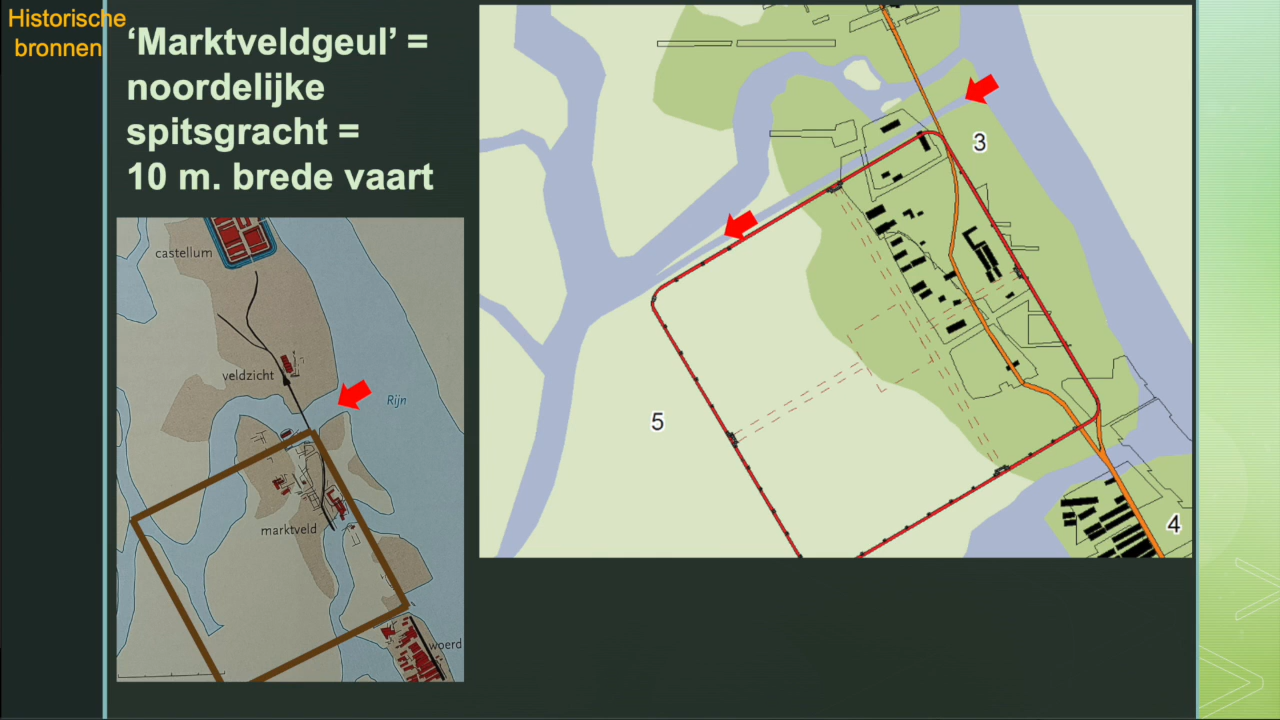 Historische
bronnen
‘Marktveldgeul’ =
noordelijke
spitsgracht =
10 m. brede vaart
castellum
veldzicht
Rijn
marktveld
woerd
3
5
4